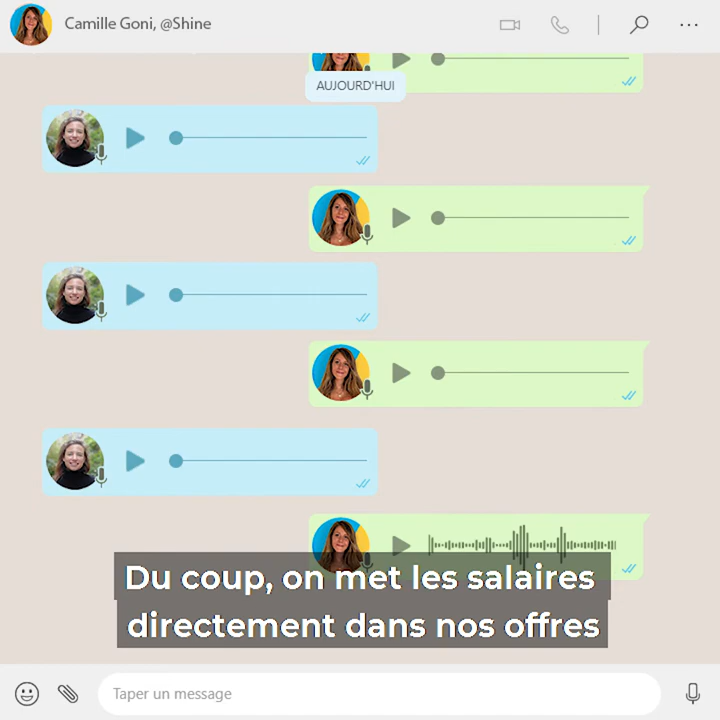 Camille Goni, @Shine
AUJOURD'HUI
Du coup, on met les salaires
directement dans nos offres
Taper un message